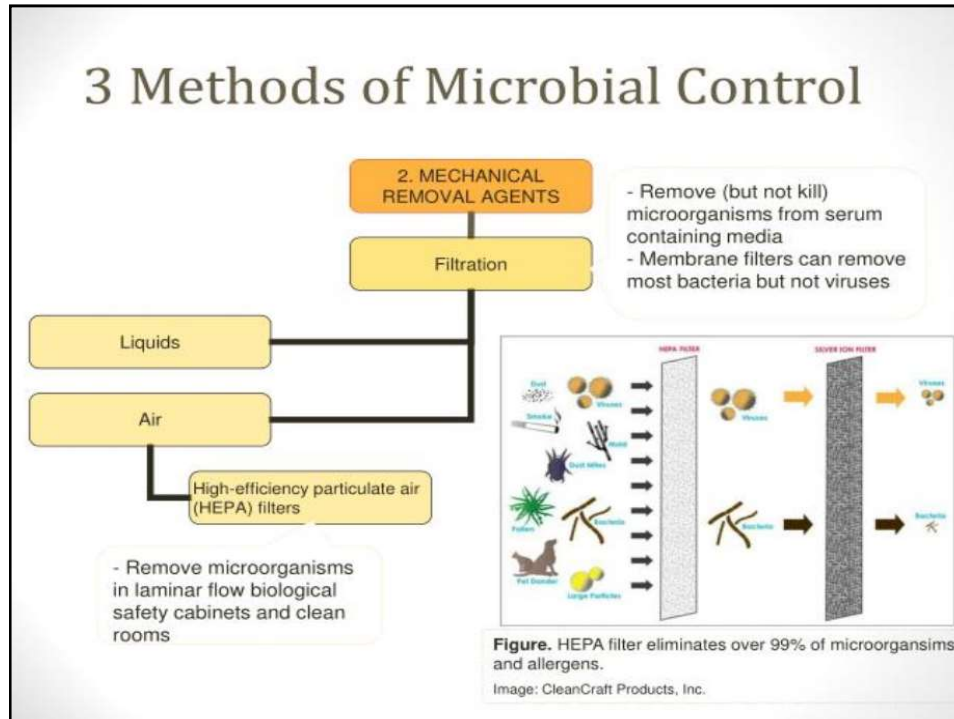 3 Methods of Microbial Control
2. MECHANICAL
REMOVAL AGENTS
Filtration
- Remove (but not kill)
microorganisms from serum
containing media
- Membrane filters can remove
most bacteria but not viruses
Liquids
Air
High-efficiency particulate air
(HEPA) filters
- Remove microorganisms
in laminar flow biological
safety cabinets and clean
rooms
HEPA FILTER
SILVER ION FILTER
Dust
Viruses
Smoke
Mold
Dust Mites
Pollen
Bacteria
Pet Dander
Large Particles
Viruses
Bacteria
Viruses
Bacteria
Figure. HEPA filter eliminates over 99% of microorgansims
and allergens.
Image: CleanCraft Products, Inc.